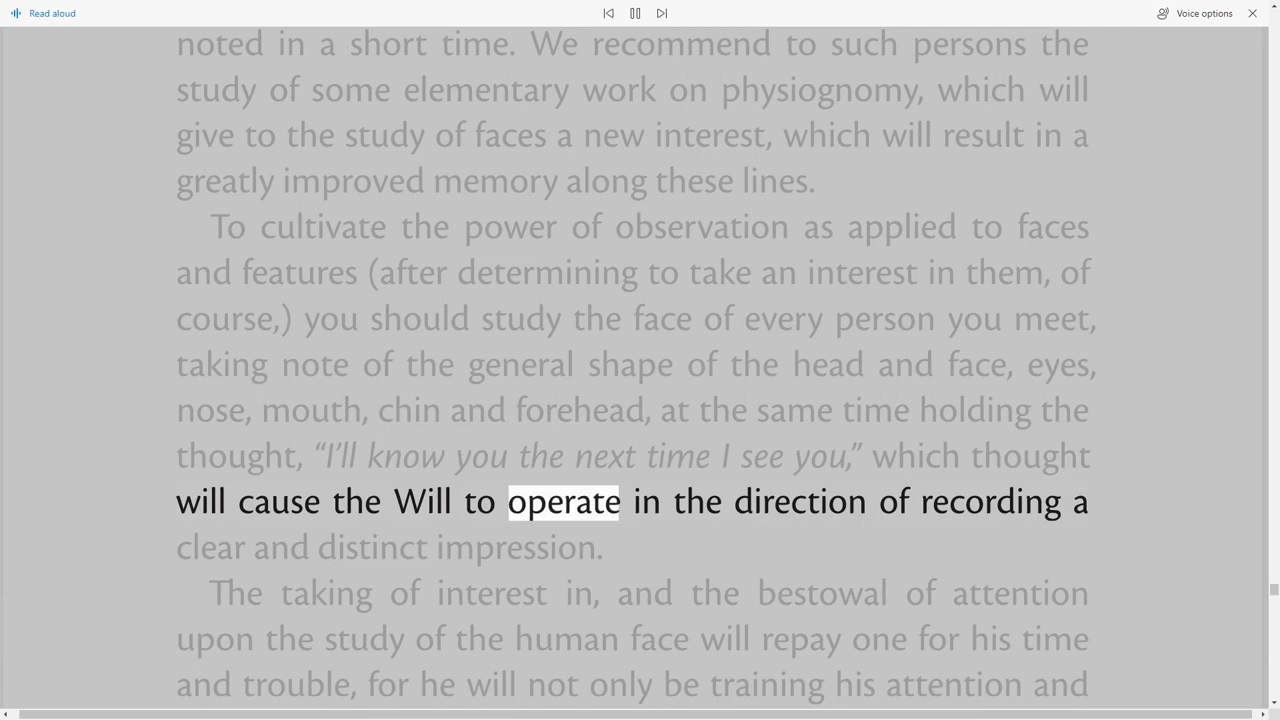 Read aloud
Voice options
noted in a short time. We recommend to such persons the
study of some elementary work on physiognomy, which will
give to the study of faces a new interest, which will result in a
greatly improved memory along these lines.
To cultivate the power of observation as applied to faces
and features (after determining to take an interest in them, of
course,) you should study the face of every person you meet,
taking note of the general shape of the head and face, eyes,
nose, mouth, chin and forehead, at the same time holding the
thought, “I’ll know you the next time I see you,” which thought
will cause the Will to operate in the direction of recording a
clear and distinct impression.
The taking of interest in, and the bestowal of attention
upon the study of the human face will repay one for his time
and trouble, for he will not only be training his attention and